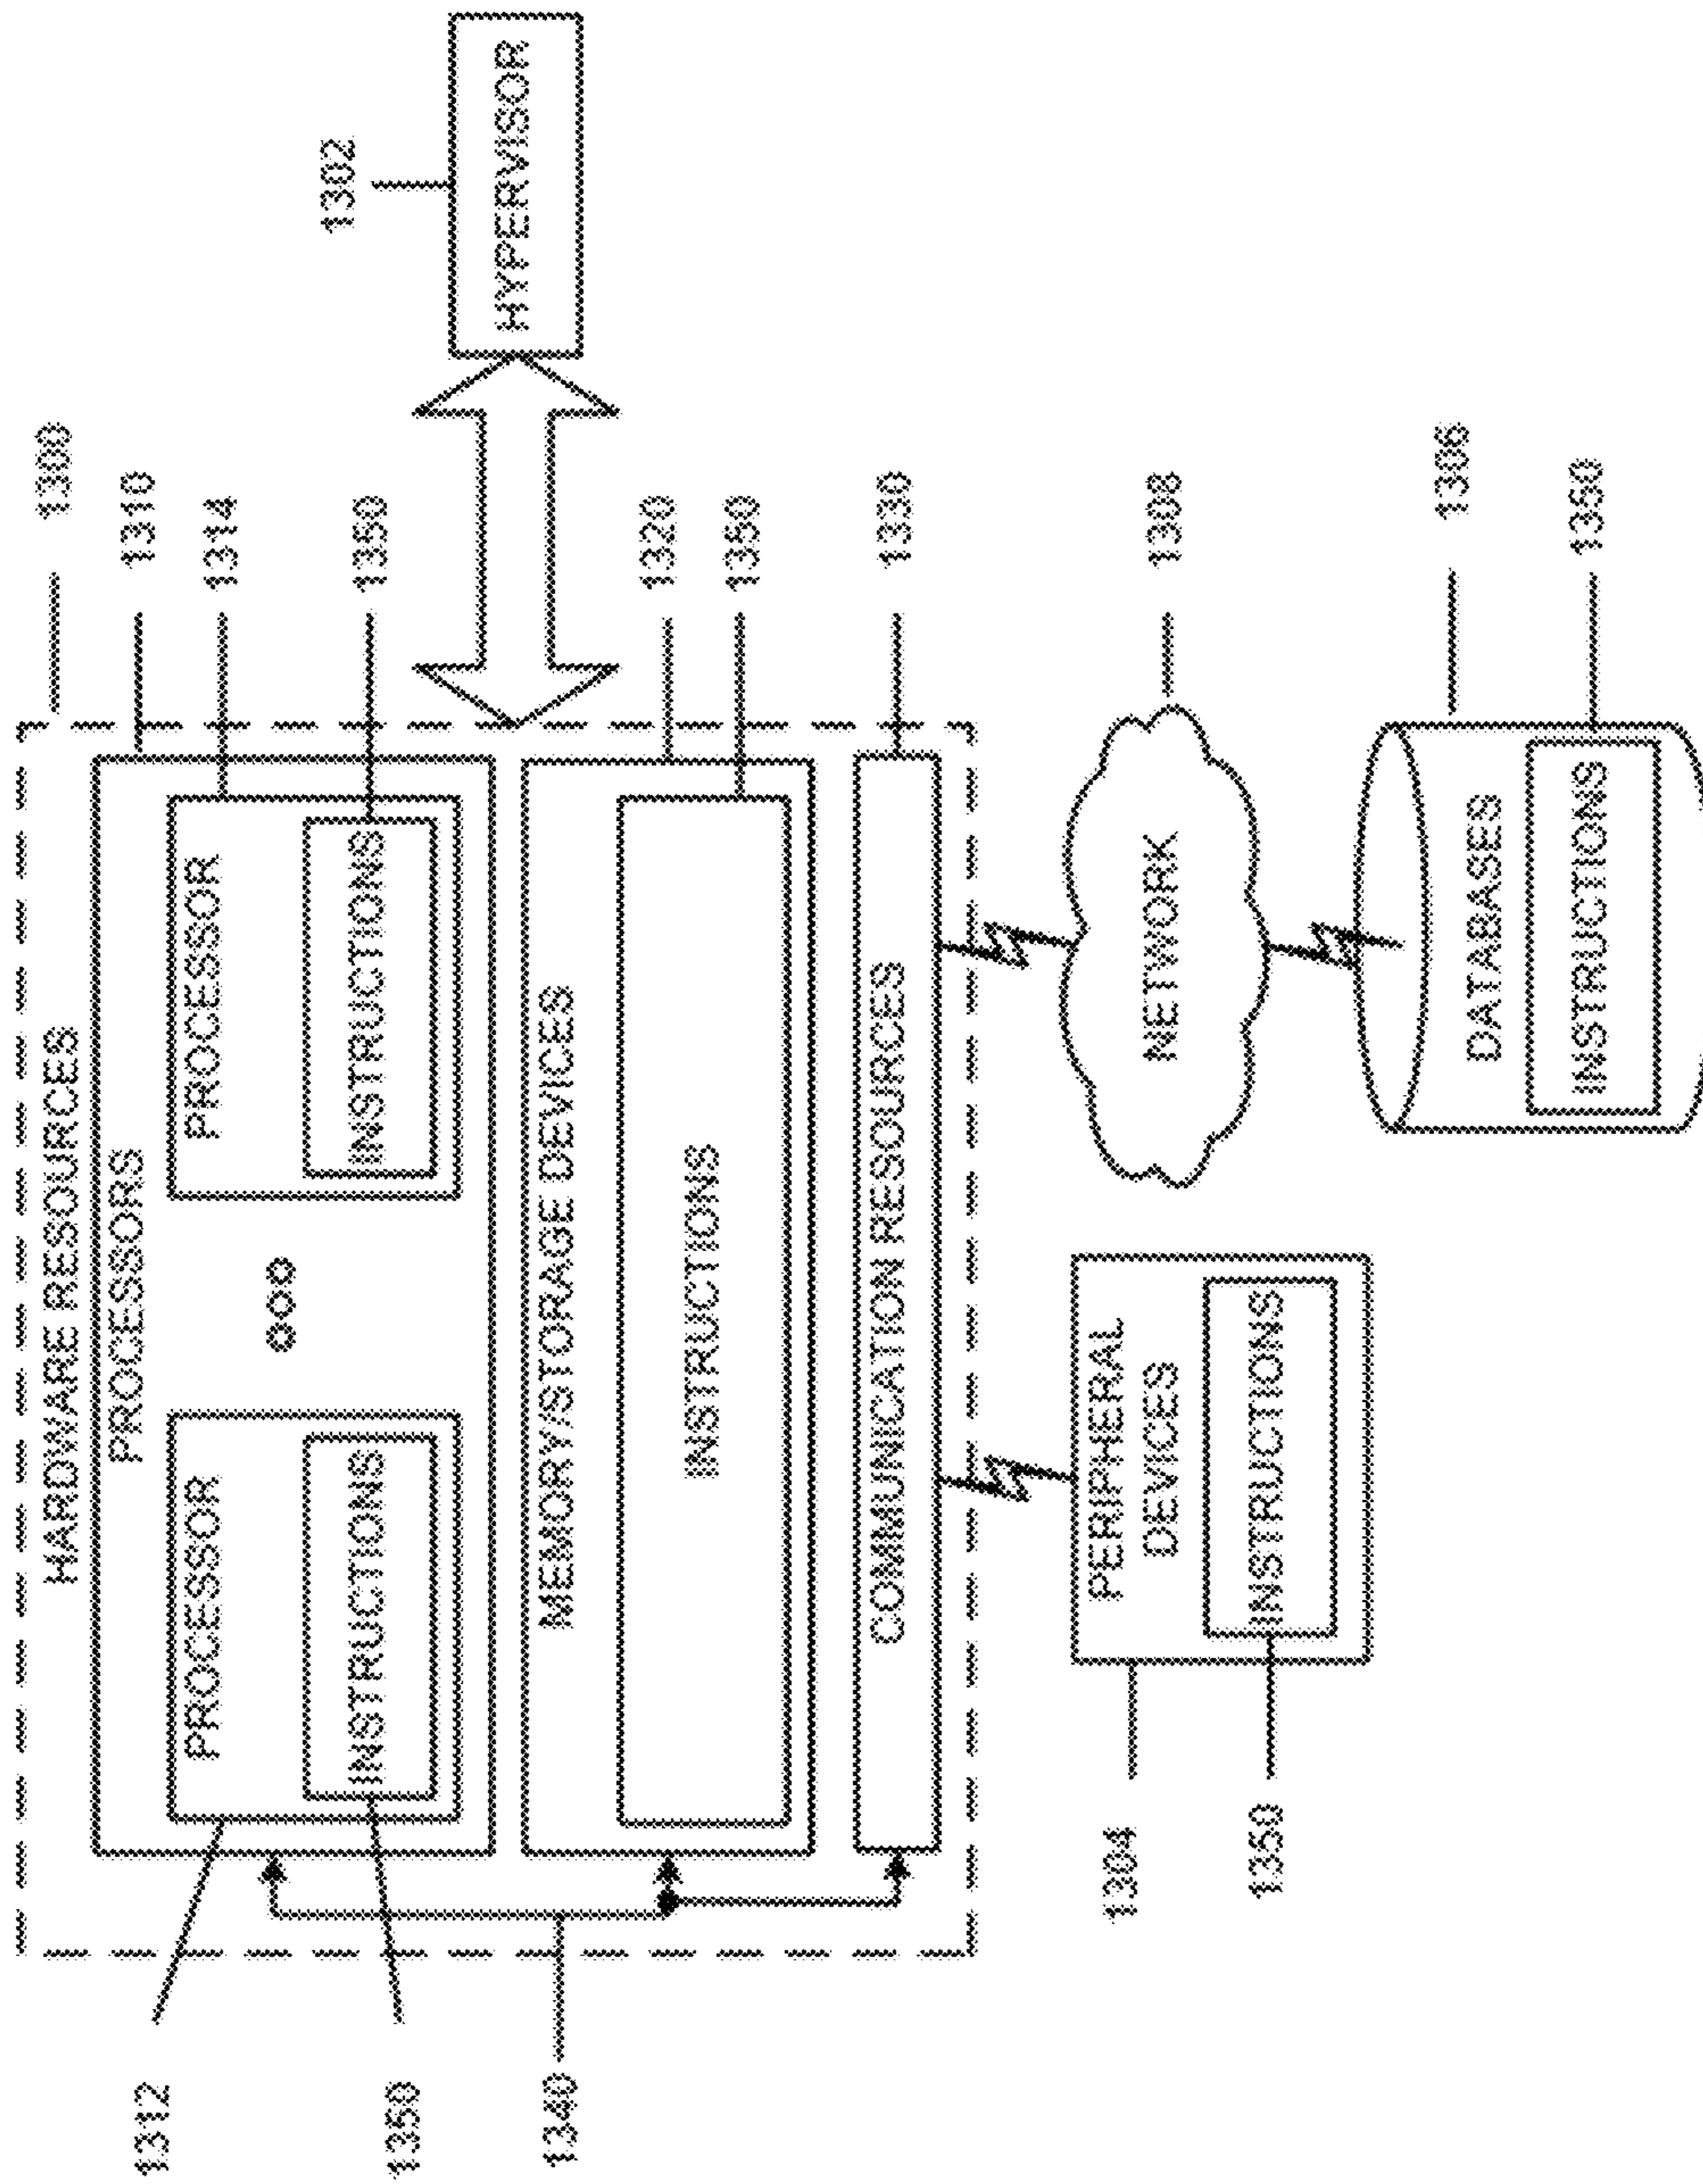 HARDWARE RESOURCES
1300
1312
PROCESSORS
1310
PROCESSOR
PROCESSOR
1314
1302
1350
INSTRUCTIONS
INSTRUCTIONS
1350
HYPERVISOR
1340
MEMORY/STORAGE DEVICES
1320
INSTRUCTIONS
1350
COMMUNICATION RESOURCES
1330
1304
PERIPHERAL
DEVICES
NETWORK
1308
1350
INSTRUCTIONS
DATABASES
1306
INSTRUCTIONS
1350